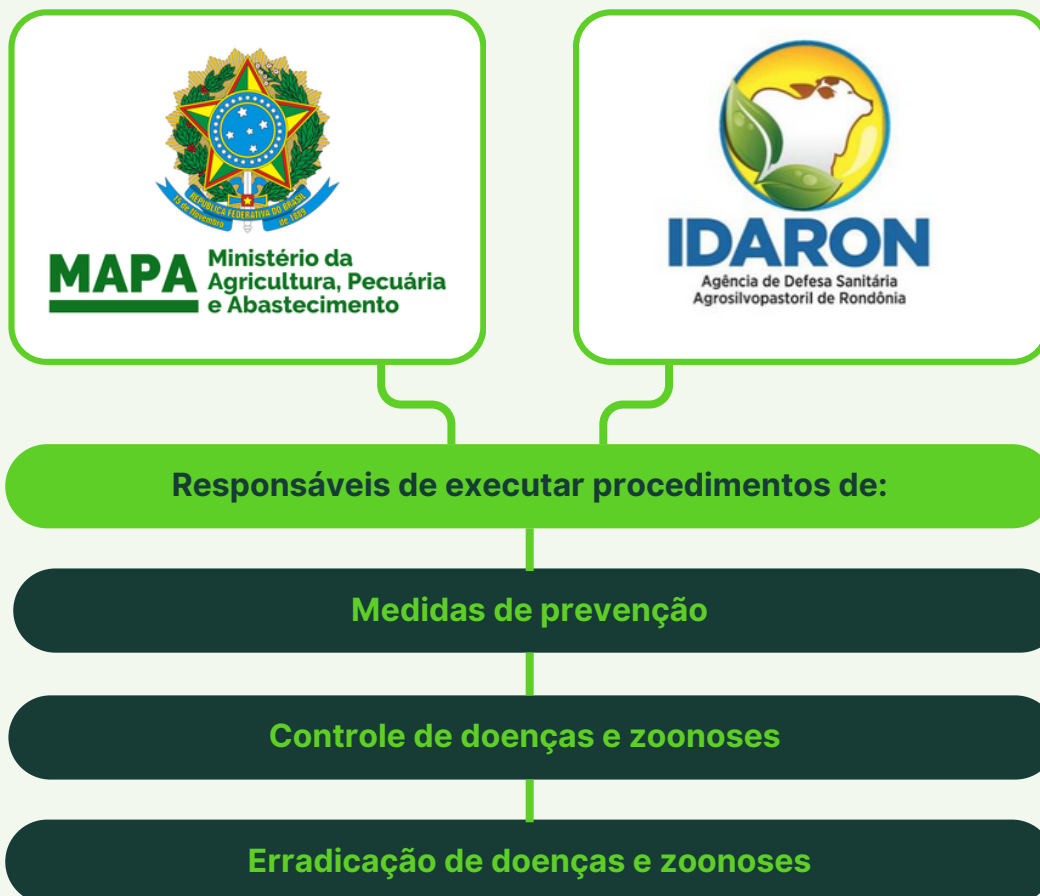 REPÚBLICA FEDERATIVA DO BRASIL
15 de Novembro
de 1889
MAPA
Ministério da
Agricultura, Pecuária
e Abastecimento
IDARON
Agência de Defesa Sanitária
Agrosilvopastoril de Rondônia
Responsáveis de executar procedimentos de:
Medidas de prevenção
Controle de doenças e zoonoses
Erradicação de doenças e zoonoses